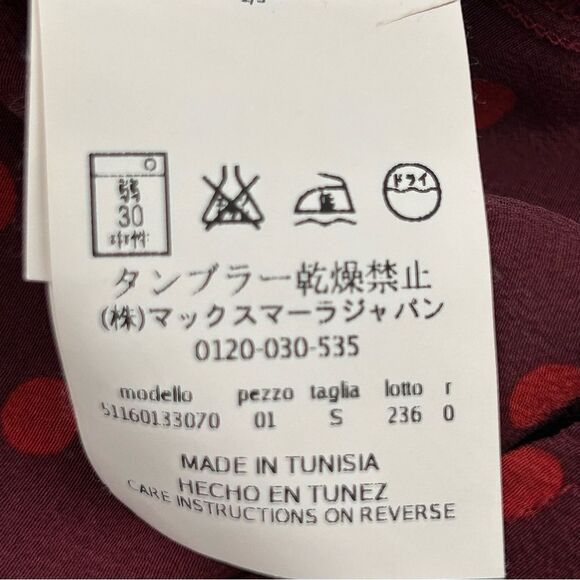 弱
30
中性
ドライ
低
タンブラー乾燥禁止
(株)マックスマーラジャパン
0120-030-535
modello pezzo taglia lotto r
51160133070 01 S 236 0
MADE IN TUNISIA
HECHO EN TUNEZ
CARE INSTRUCTIONS ON REVERSE